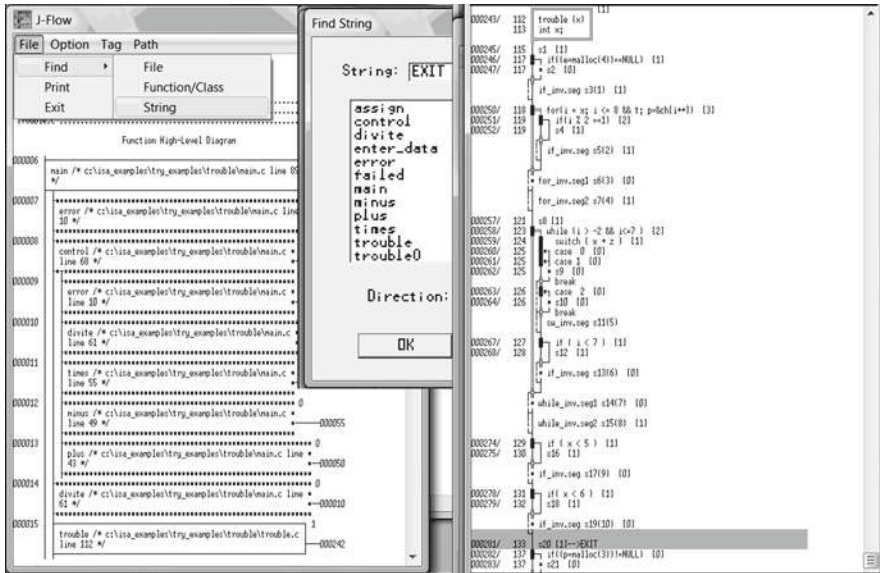 J-Flow
File Option Tag Path
Find
Print
Exit
File
Function/Class
String
Function High-Level Diagram
000006
main /* c:\isa_examples\try_examples\trouble\main.c line 85
*/
000007
error /* c:\isa_examples\try_examples\trouble\main.c line
10 */
000008
control /* c:\isa_examples\try_examples\trouble\main.c
line 68 */
000009
error /* c:\isa_examples\try_examples\trouble\main.c
line 10 */
000010
divite /* c:\isa_examples\try_examples\trouble\main.c
line 61 */
000011
times /* c:\isa_examples\try_examples\trouble\main.c
line 55 */
000012
0
minus /* c:\isa_examples\try_examples\trouble\main.c
line 49 */
000055
000013
0
plus /* c:\isa_examples\try_examples\trouble\main.c line
43 */
000050
000014
0
divite /* c:\isa_examples\try_examples\trouble\main.c line
61 */
000010
000015
1
trouble /* c:\isa_examples\try_examples\trouble\trouble.c
line 112 */
000242
Find String
String: EXIT
assign
control
divite
enter_data
error
failed
main
minus
plus
times
trouble
trouble0
Direction:
OK
[1]
000243/ 112 trouble (x)
113 int x;
000245/ 115 s1 [1]
000246/ 117 if((a=malloc(4))==NULL) [1]
000247/ 117 s2 [0]
if_inv.seg s3(1) [1]
000250/ 118 for(i = x; i <= 8 && t; p=&ch[i++]) [3]
000251/ 119 if(i % 2 ==1) [2]
000252/ 119 s4 [1]
if_inv.seg s5(2) [1]
for_inv.seg1 s6(3) [0]
for_inv.seg2 s7(4) [1]
000257/ 121 s8 [1]
000258/ 123 while (i > -2 && i<=7) [2]
000259/ 124 switch ( x + z ) [1]
000260/ 125 case 0 [0]
000261/ 125 case 1 [0]
000262/ 125 s9 [0]
break
000263/ 126 case 2 [0]
000264/ 126 s10 [0]
break
sw_inv.seg s11(5)
000267/ 127 if ( i < 7 ) [1]
000268/ 128 s12 [1]
if_inv.seg s13(6) [0]
while_inv.seg1 s14(7) [0]
while_inv.seg2 s15(8) [1]
000274/ 129 if ( x < 5 ) [1]
000275/ 130 s16 [1]
if_inv.seg s17(9) [0]
000278/ 131 if( x < 6 ) [1]
000279/ 132 s18 [1]
if_inv.seg s19(10) [0]
000281/ 133 s20 [1]-->EXIT
000282/ 137 if((p=malloc(3))!=NULL) [0]
000283/ 137 s21 [0]